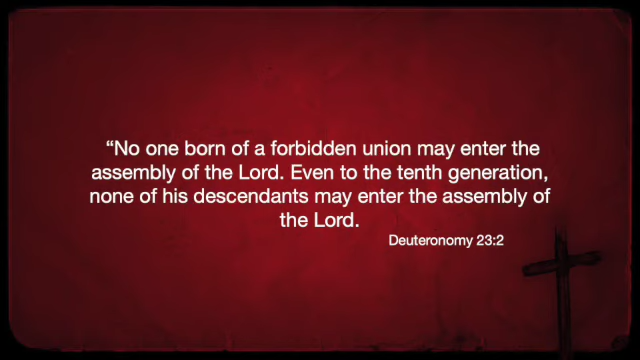 “No one born of a forbidden union may enter the
assembly of the Lord. Even to the tenth generation,
none of his descendants may enter the assembly of
the Lord.
Deuteronomy 23:2